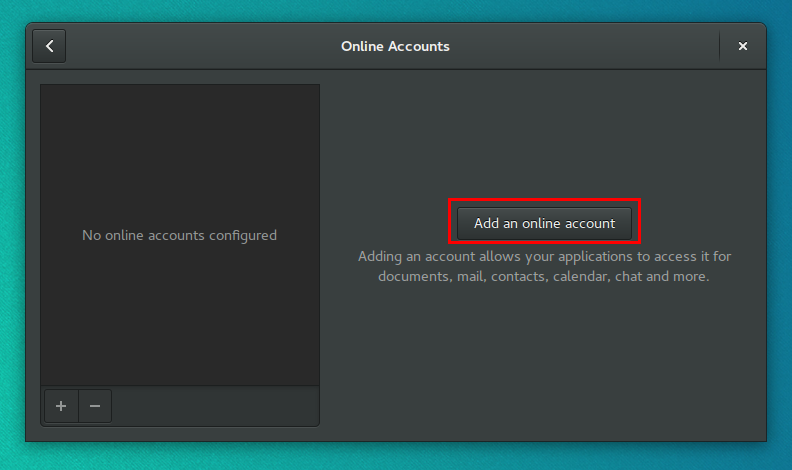 Online Accounts
No online accounts configured
Add an online account
Adding an account allows your applications to access it for
documents, mail, contacts, calendar, chat and more.